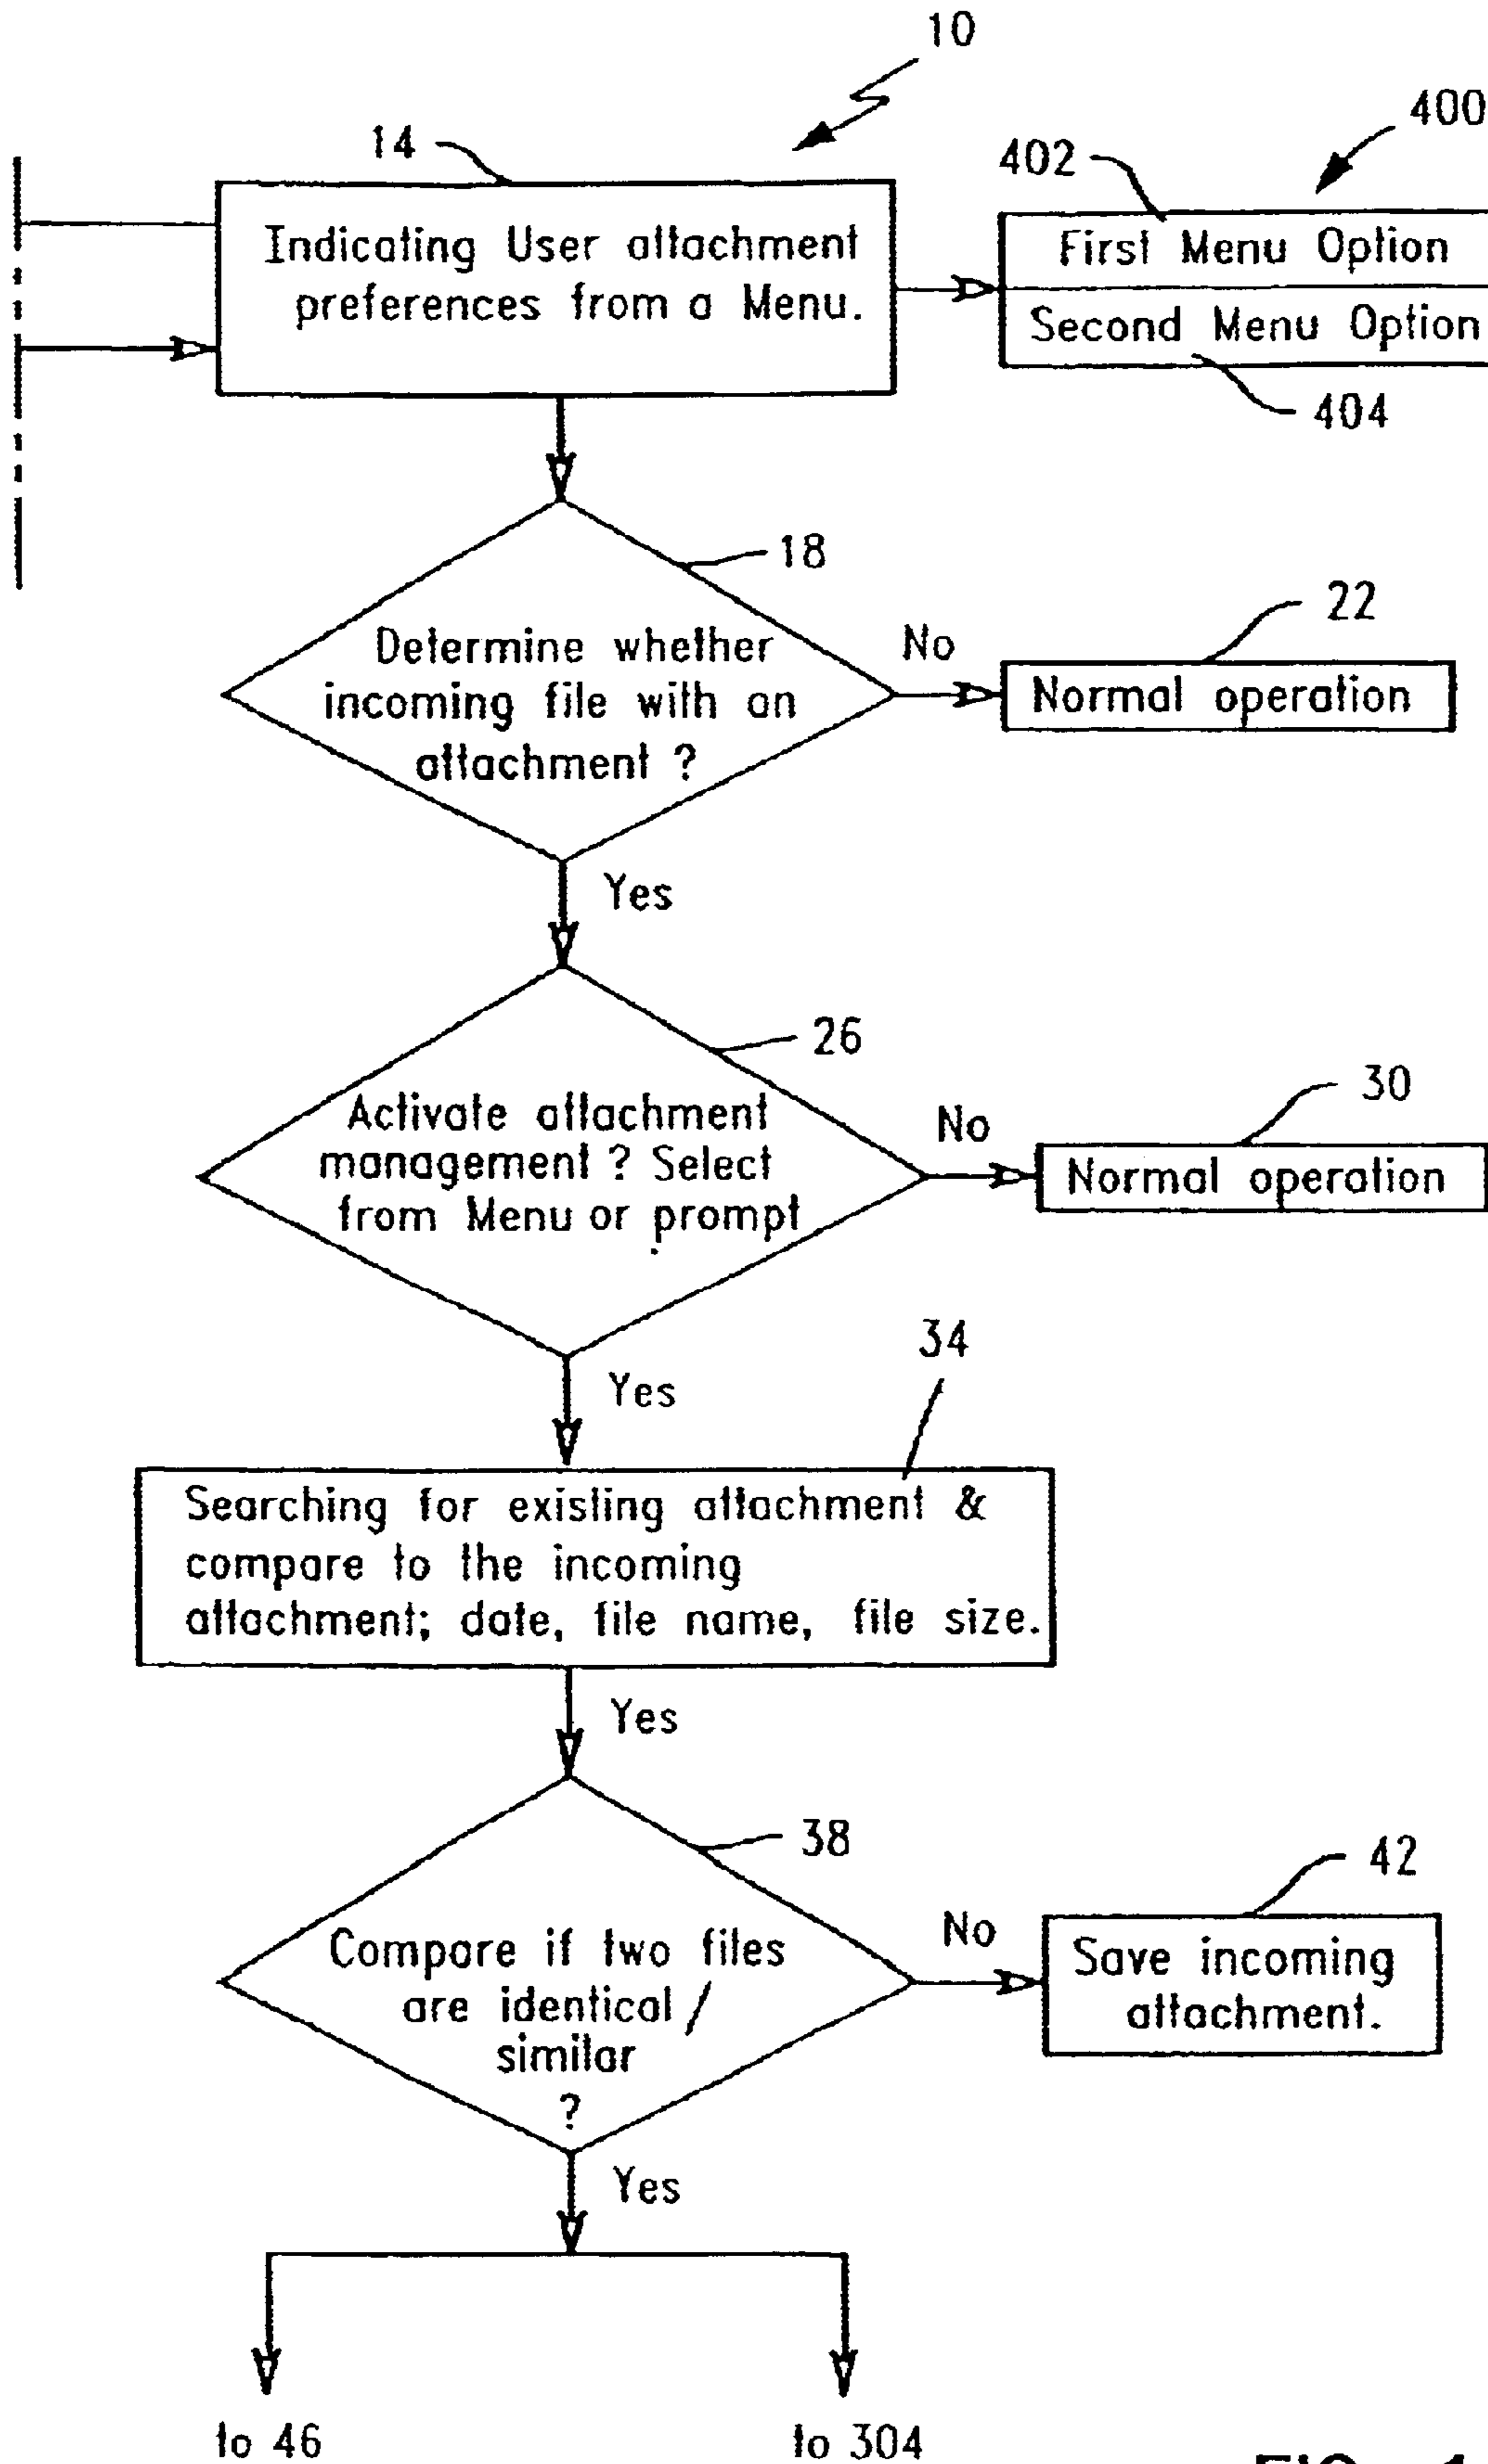 10
400
14
402
Indicating User attachment
preferences from a Menu.
First Menu Option
Second Menu Option
404
18
Determine whether
incoming file with an
attachment ?
No
22
Normal operation
Yes
26
Activate attachment
management ? Select
from Menu or prompt
No
30
Normal operation
Yes
34
Searching for existing attachment &
compare to the incoming
attachment; date, file name, file size.
Yes
38
Compare if two files
are identical /
similar
?
No
42
Save incoming
attachment.
Yes
to 46
to 304